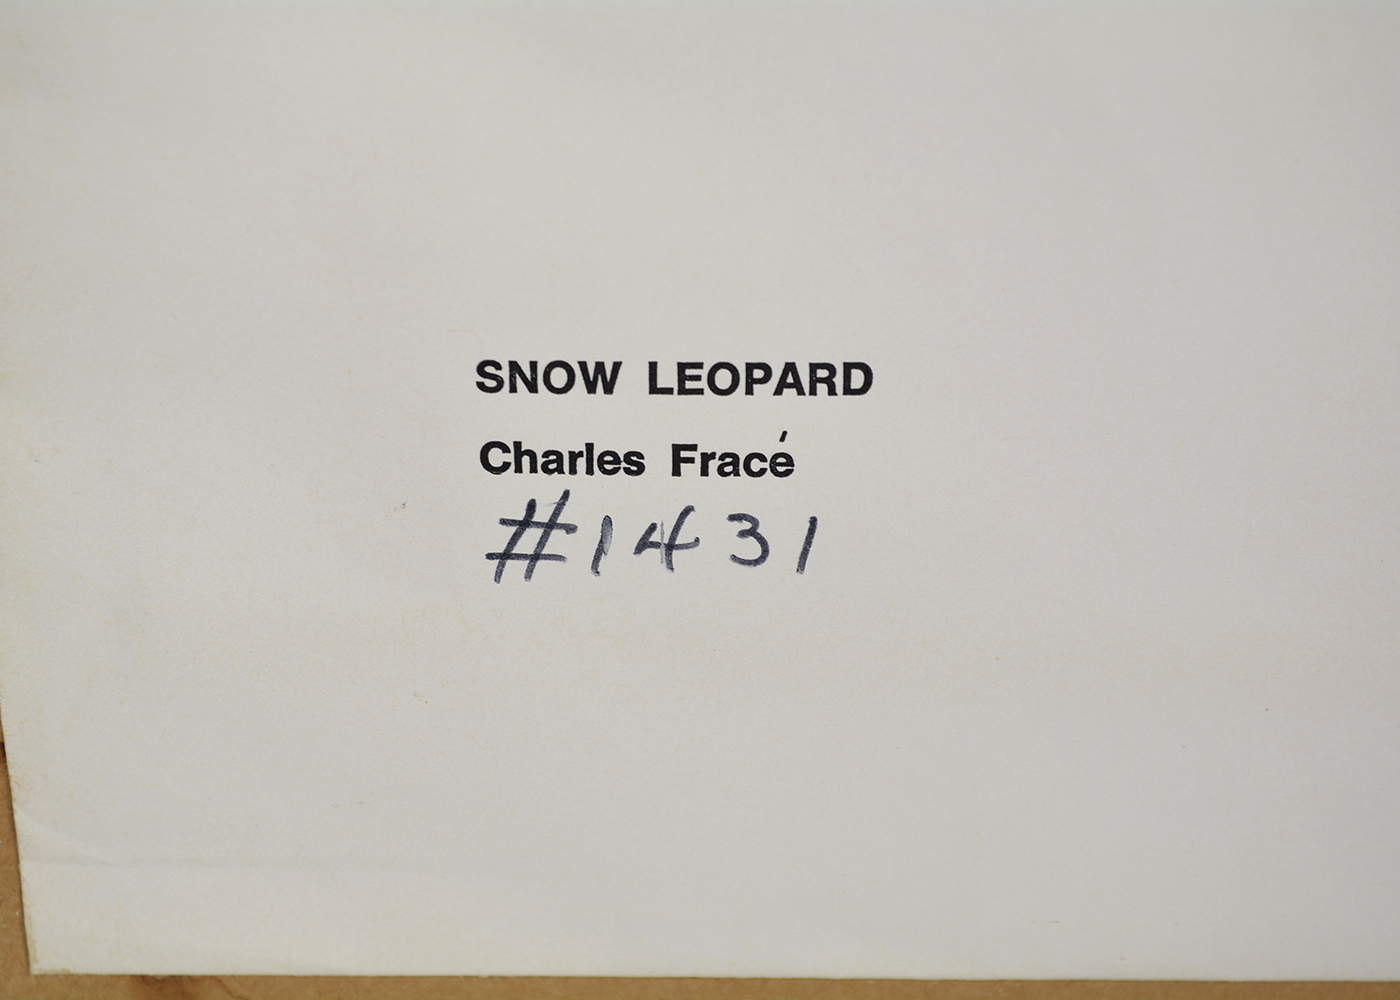 SNOW LEOPARD
Charles Fracé
#1431